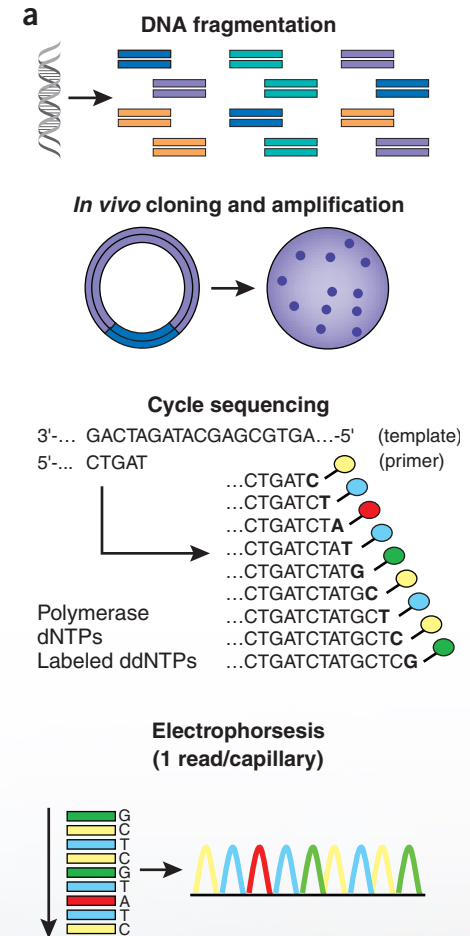 a
DNA fragmentation
In vivo cloning and amplification
Cycle sequencing
3'-... GACTAGATACGAGCGTGA...-5' (template)
5'-... CTGAT (primer)
...CTGATC
...CTGATCT
...CTGATCTA
...CTGATCTAT
...CTGATCTATG
...CTGATCTATGC
...CTGATCTATGCT
...CTGATCTATGCTC
...CTGATCTATGCTCG
Polymerase
dNTPs
Labeled ddNTPs
Electrophorsesis
(1 read/capillary)
G
C
T
C
G
T
A
T
C